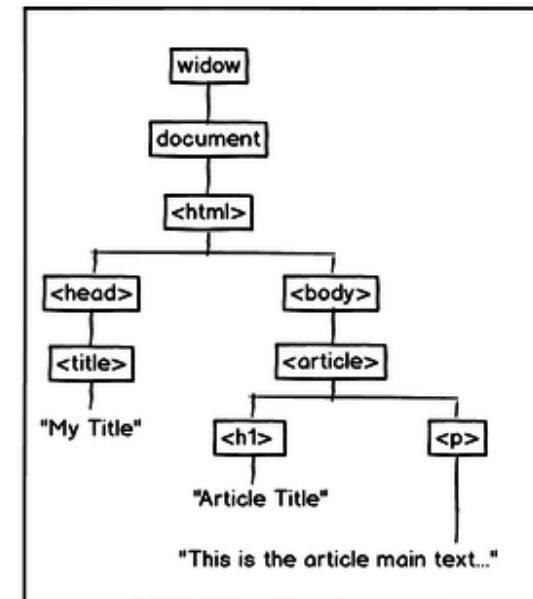 widow
document
<html>
<head> <body>
<title> <article>
"My Title" <h1> <p>
"Article Title"
"This is the article main text..."